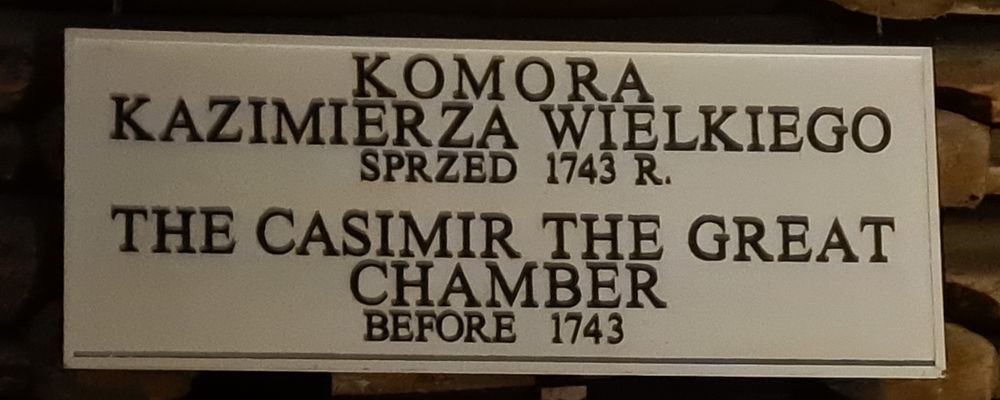 KOMORA
KAZIMIERZA WIELKIEGO
SPRZED 1743 R.
THE CASIMIR THE GREAT
CHAMBER
BEFORE 1743